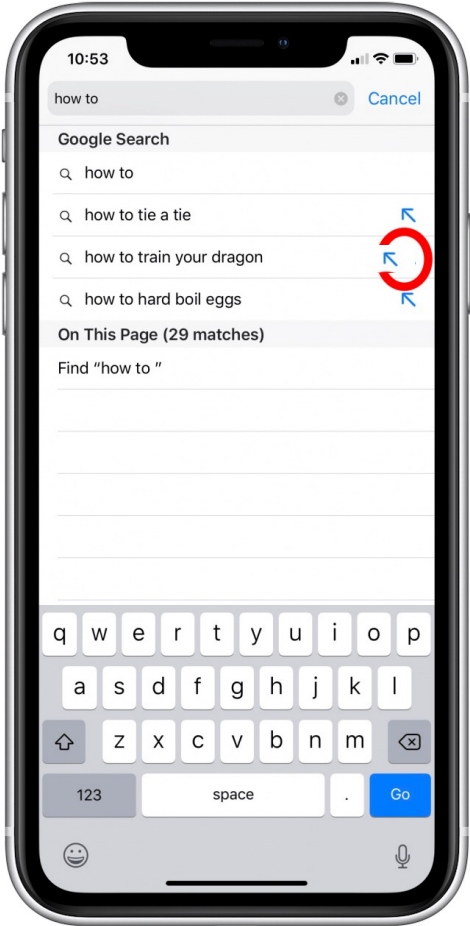 10:53
how to
Cancel
Google Search
how to
how to tie a tie
how to train your dragon
how to hard boil eggs
On This Page (29 matches)
Find “how to ”
q w e r t y u i o p
a s d f g h j k l
z x c v b n m
123 space . Go